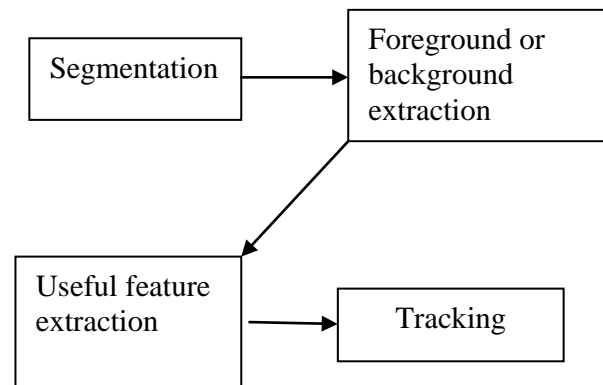 Segmentation
Foreground or
background
extraction
Useful feature
extraction
Tracking